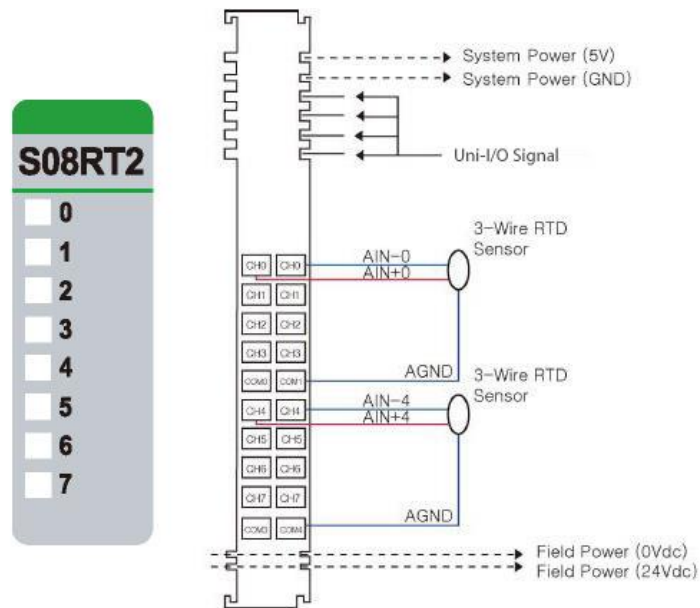 S08RT2
0
1
2
3
4
5
6
7
System Power (5V)
System Power (GND)
Uni-I/O Signal
3-Wire RTD
Sensor
AIN-0
AIN+0
CH0 CH0
CH1 CH1
CH2 CH2
CH3 CH3
COM0 COM1
AGND
3-Wire RTD
Sensor
AIN-4
AIN+4
CH4 CH4
CH5 CH5
CH6 CH6
CH7 CH7
COM3 COM4
AGND
Field Power (0Vdc)
Field Power (24Vdc)